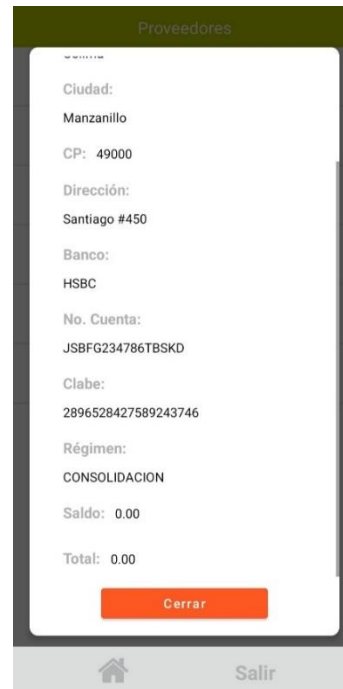 Proveedores
Ciudad:
Manzanillo
CP: 49000
Dirección:
Santiago #450
Banco:
HSBC
No. Cuenta:
JSBFG234786TBSKD
Clabe:
2896528427589243746
Régimen:
CONSOLIDACION
Saldo: 0.00
Total: 0.00
Cerrar
Salir